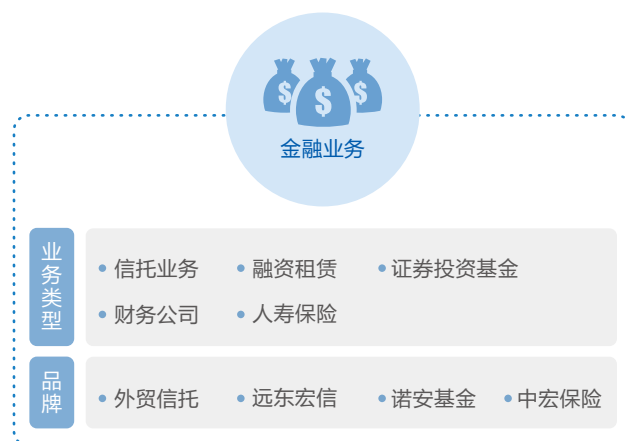 $ $ $
金融业务
业务类型
• 信托业务 • 融资租赁 • 证券投资基金
• 财务公司 • 人寿保险
品牌
• 外贸信托 • 远东宏信 • 诺安基金 • 中宏保险